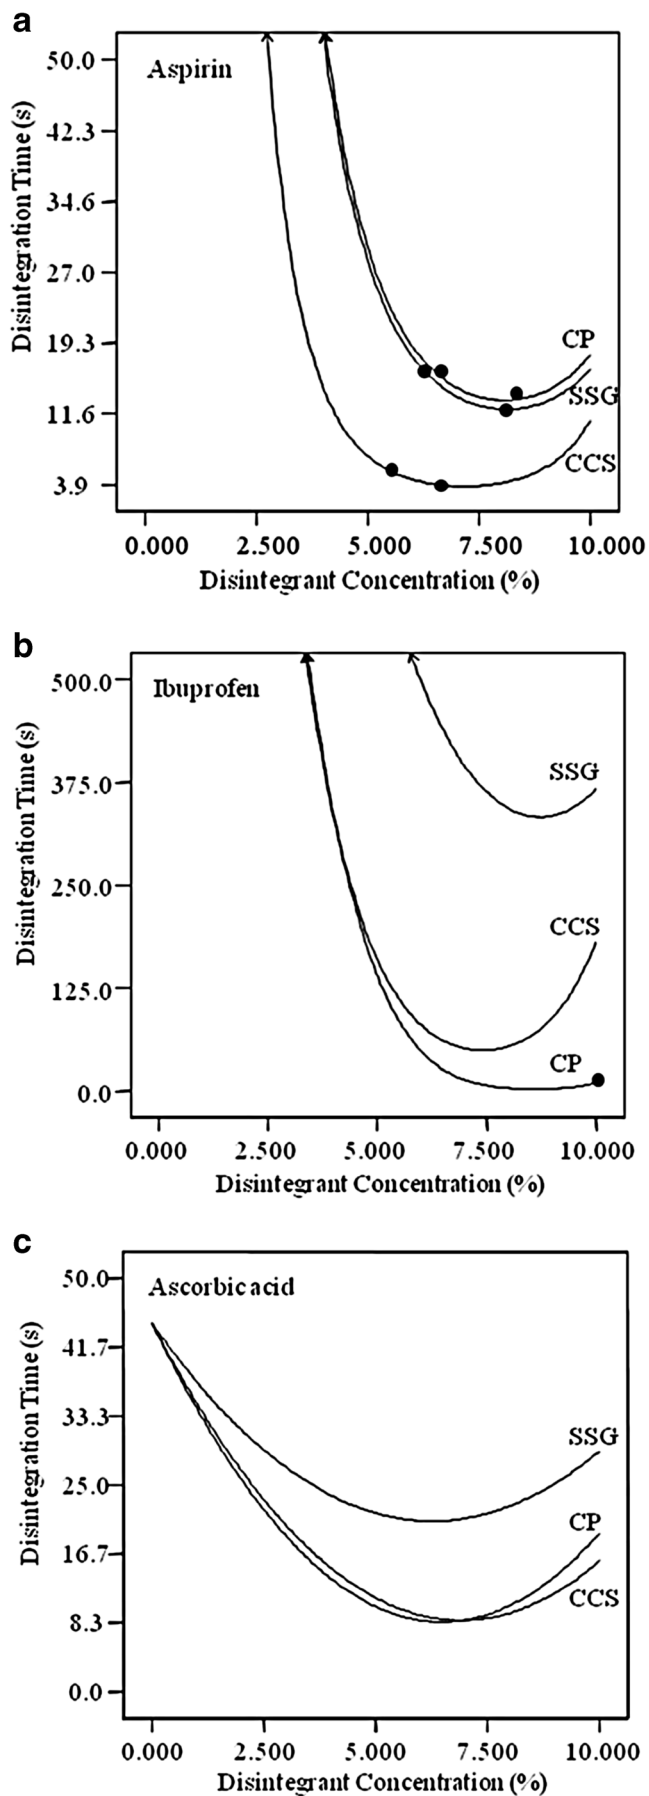 a
50.0
Aspirin
42.3
34.6
27.0
19.3
11.6
3.9
Disintegration Time (s)
CP
SSG
CCS
0.000 2.500 5.000 7.500 10.000
Disintegrant Concentration (%)
b
500.0
Ibuprofen
375.0
250.0
125.0
0.0
Disintegration Time (s)
SSG
CCS
CP
0.000 2.500 5.000 7.500 10.000
Disintegrant Concentration (%)
c
50.0
Ascorbic acid
41.7
33.3
25.0
16.7
8.3
0.0
Disintegration Time (s)
SSG
CP
CCS
0.000 2.500 5.000 7.500 10.000
Disintegrant Concentration (%)